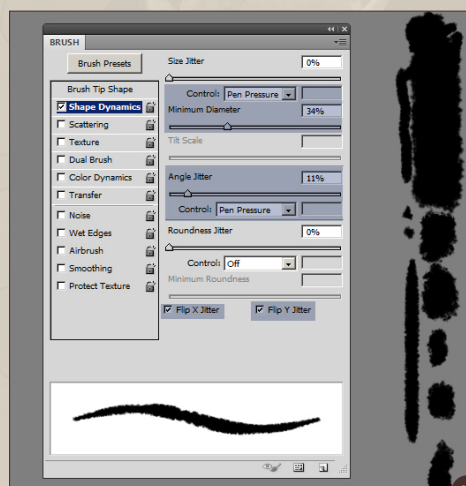 BRUSH
Brush Presets
Brush Tip Shape
Shape Dynamics
Scattering
Texture
Dual Brush
Color Dynamics
Transfer
Noise
Wet Edges
Airbrush
Smoothing
Protect Texture
Size Jitter 0%
Control: Pen Pressure
Minimum Diameter 34%
Tilt Scale
Angle Jitter 11%
Control: Pen Pressure
Roundness Jitter 0%
Control: Off
Minimum Roundness
Flip X Jitter Flip Y Jitter